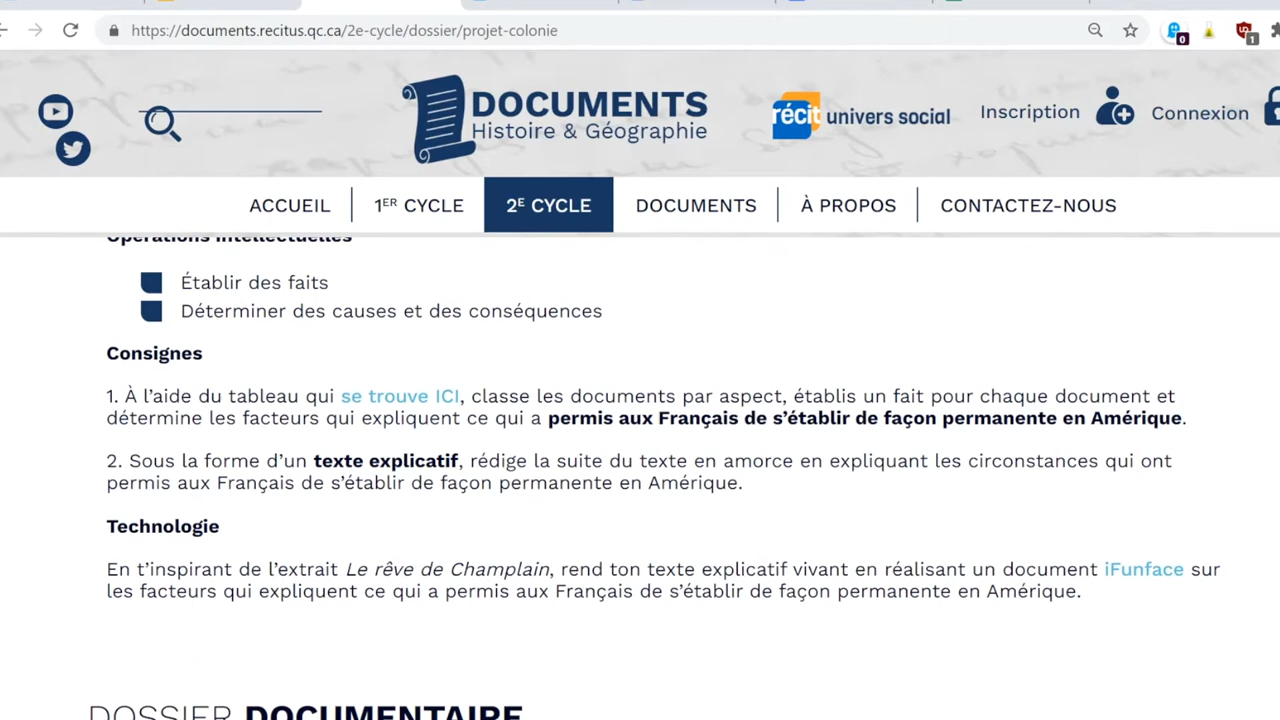 https://documents.recitus.qc.ca/2e-cycle/dossier/projet-colonie
0
1
DOCUMENTS
Histoire & Géographie
récit univers social
Inscription
Connexion
ACCUEIL
1ER CYCLE
2E CYCLE
DOCUMENTS
À PROPOS
CONTACTEZ-NOUS
Opérations intellectuelles
Établir des faits
Déterminer des causes et des conséquences
Consignes
1. À l’aide du tableau qui se trouve ICI, classe les documents par aspect, établis un fait pour chaque document et
détermine les facteurs qui expliquent ce qui a permis aux Français de s’établir de façon permanente en Amérique.
2. Sous la forme d’un texte explicatif, rédige la suite du texte en amorce en expliquant les circonstances qui ont
permis aux Français de s’établir de façon permanente en Amérique.
Technologie
En t’inspirant de l’extrait Le rêve de Champlain, rend ton texte explicatif vivant en réalisant un document iFunface sur
les facteurs qui expliquent ce qui a permis aux Français de s’établir de façon permanente en Amérique.
DOSSIER DOCUMENTAIRE